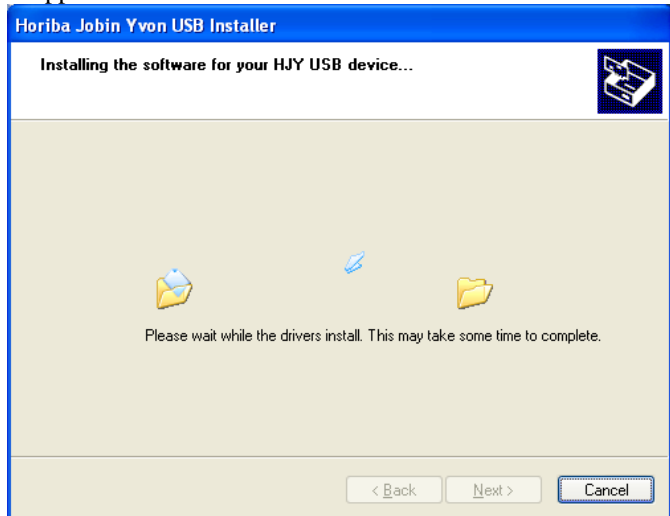 Horiba Jobin Yvon USB Installer
Installing the software for your HJY USB device...
Please wait while the drivers install. This may take some time to complete.
< Back Next > Cancel